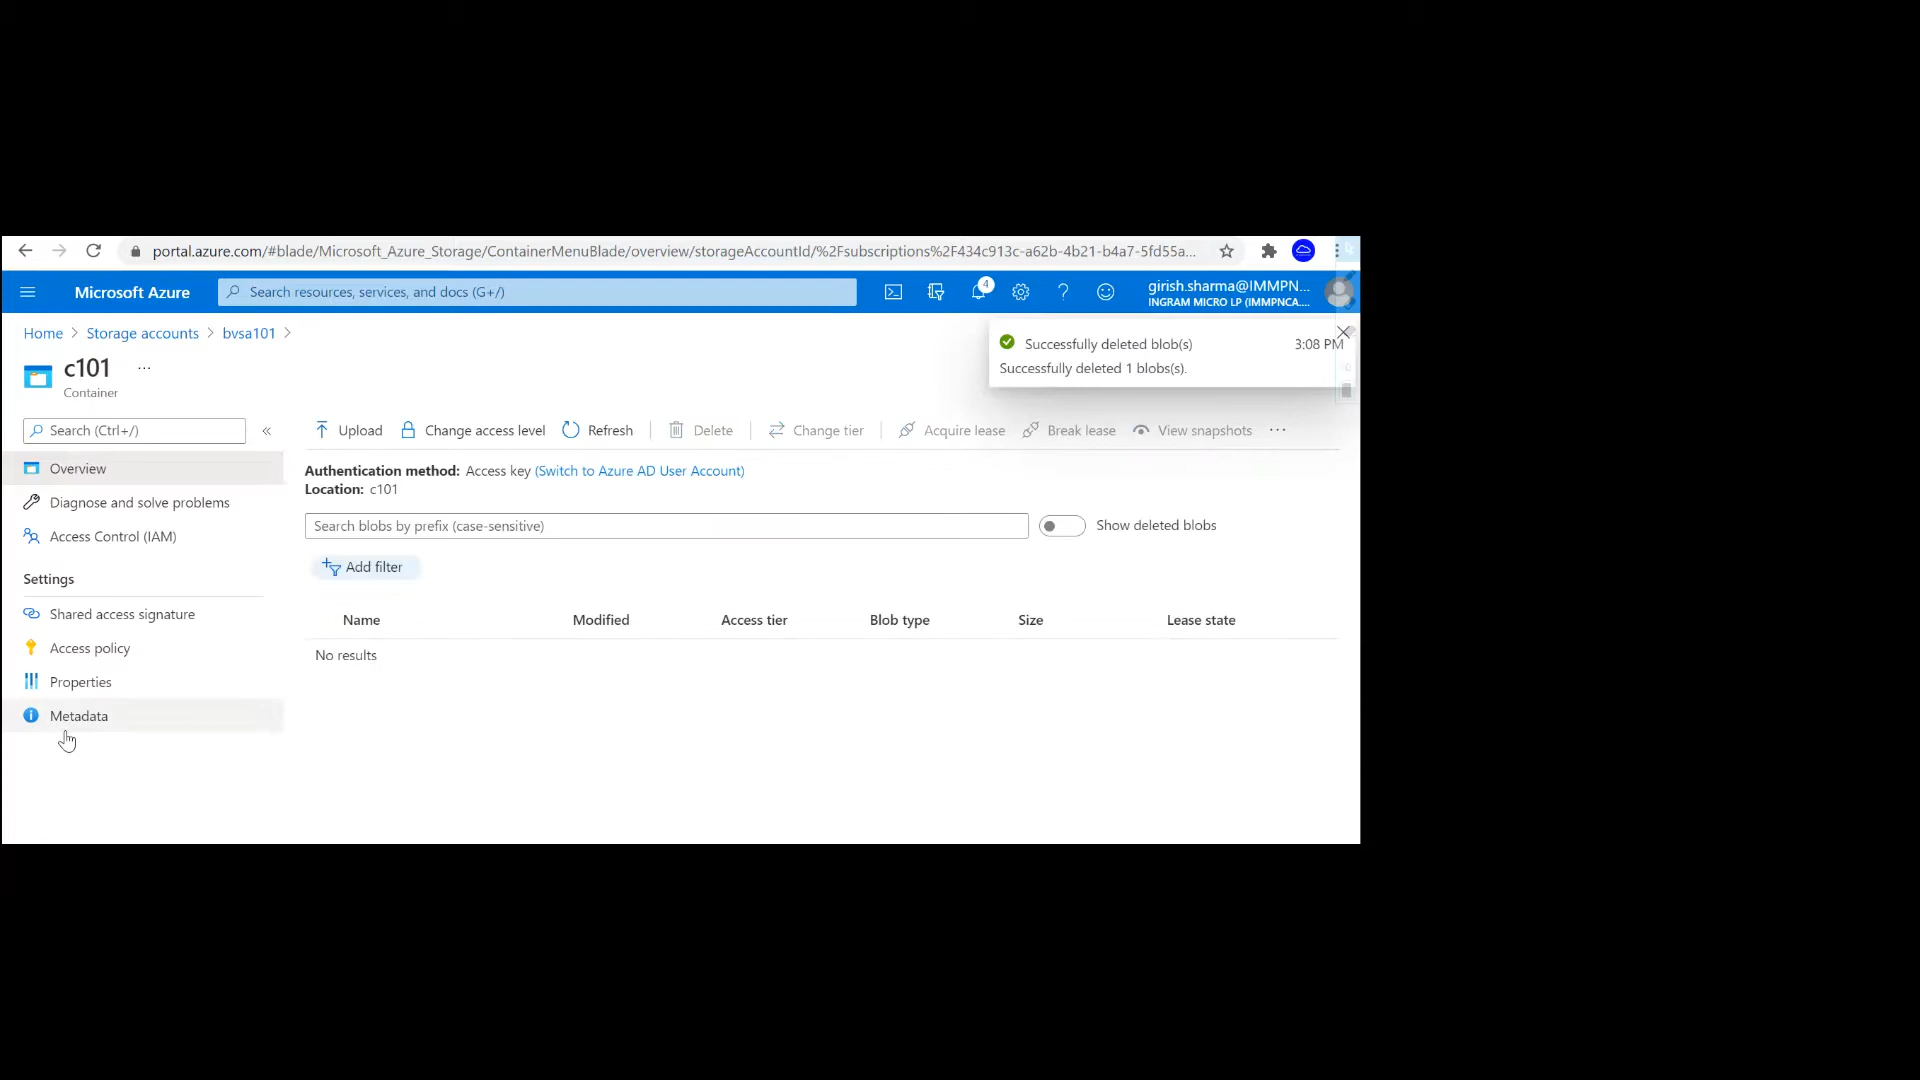 portal.azure.com/#blade/Microsoft_Azure_Storage/ContainerMenuBlade/overview/storageAccountId/%2Fsubscriptions%2F434c913c-a62b-4b21-b4a7-5fd55a...
Microsoft Azure
Search resources, services, and docs (G+/)
4
girish.sharma@IMMPN...
INGRAM MICRO LP (IMMPNCA....
Home > Storage accounts > bvsa101 >
Successfully deleted blob(s) 3:08 PM
Successfully deleted 1 blobs(s).
c101 ...
Container
Search (Ctrl+/) «
Upload Change access level Refresh Delete Change tier Acquire lease Break lease View snapshots ...
Overview
Diagnose and solve problems
Access Control (IAM)
Settings
Shared access signature
Access policy
Properties
Metadata
Authentication method: Access key (Switch to Azure AD User Account)
Location: c101
Search blobs by prefix (case-sensitive)
Show deleted blobs
Add filter
Name Modified Access tier Blob type Size Lease state
No results